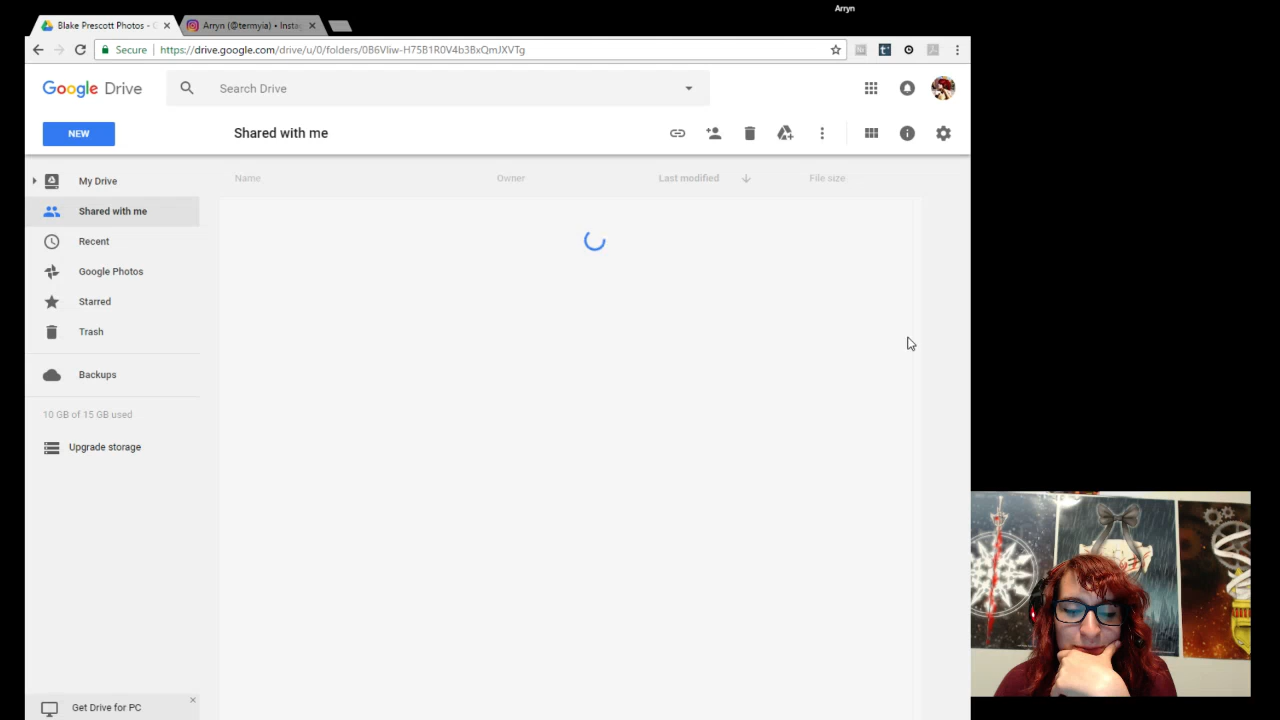 Arryn
Blake Prescott Photos - G
Arryn (@termyia) • Insta
Secure
https://drive.google.com/drive/u/0/folders/0B6Vliw-H75B1R0V4b3BxQmJXVTg
Google Drive
Search Drive
NEW
Shared with me
Name
Owner
Last modified
File size
My Drive
Shared with me
Recent
Google Photos
Starred
Trash
Backups
10 GB of 15 GB used
Upgrade storage
Get Drive for PC